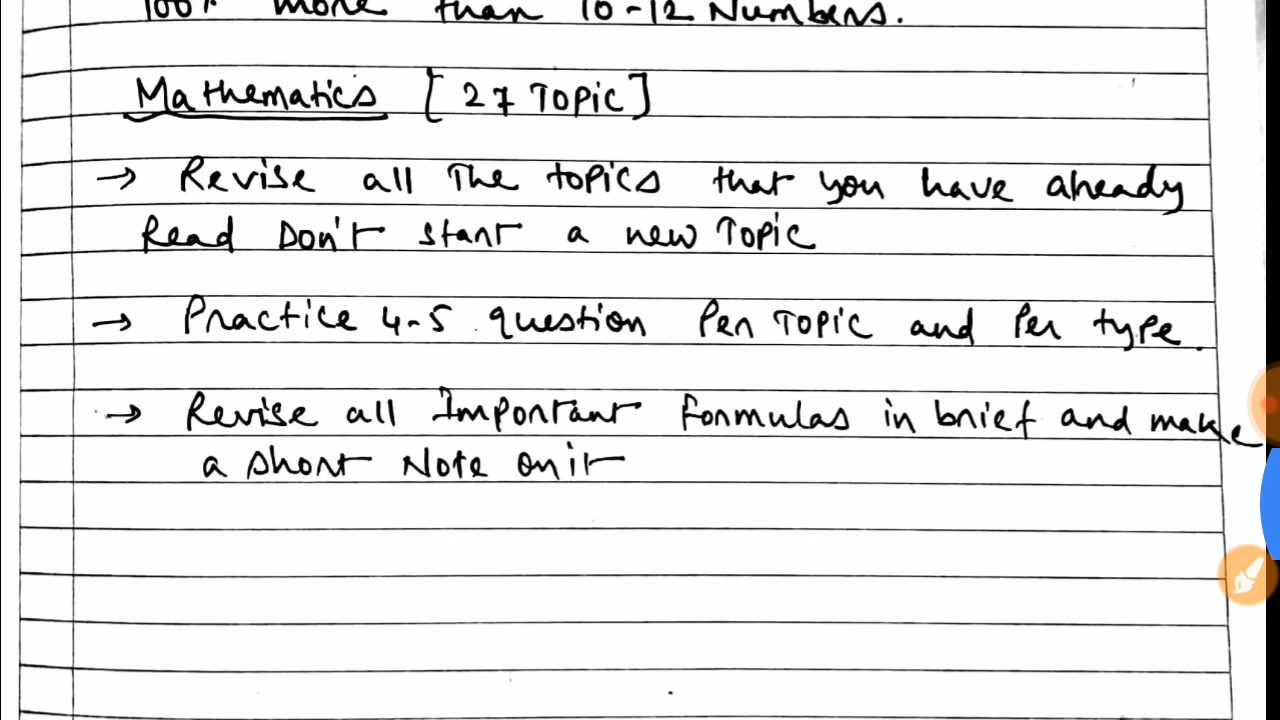 more than 10-12 Numbers.
Mathematics [27 Topic]
→ Revise all The topics that you have already
Read Don't start a new Topic
→ Practice 4-5 question Per Topic and Per type.
→ Revise all Important formulas in brief and make
a short Note on it